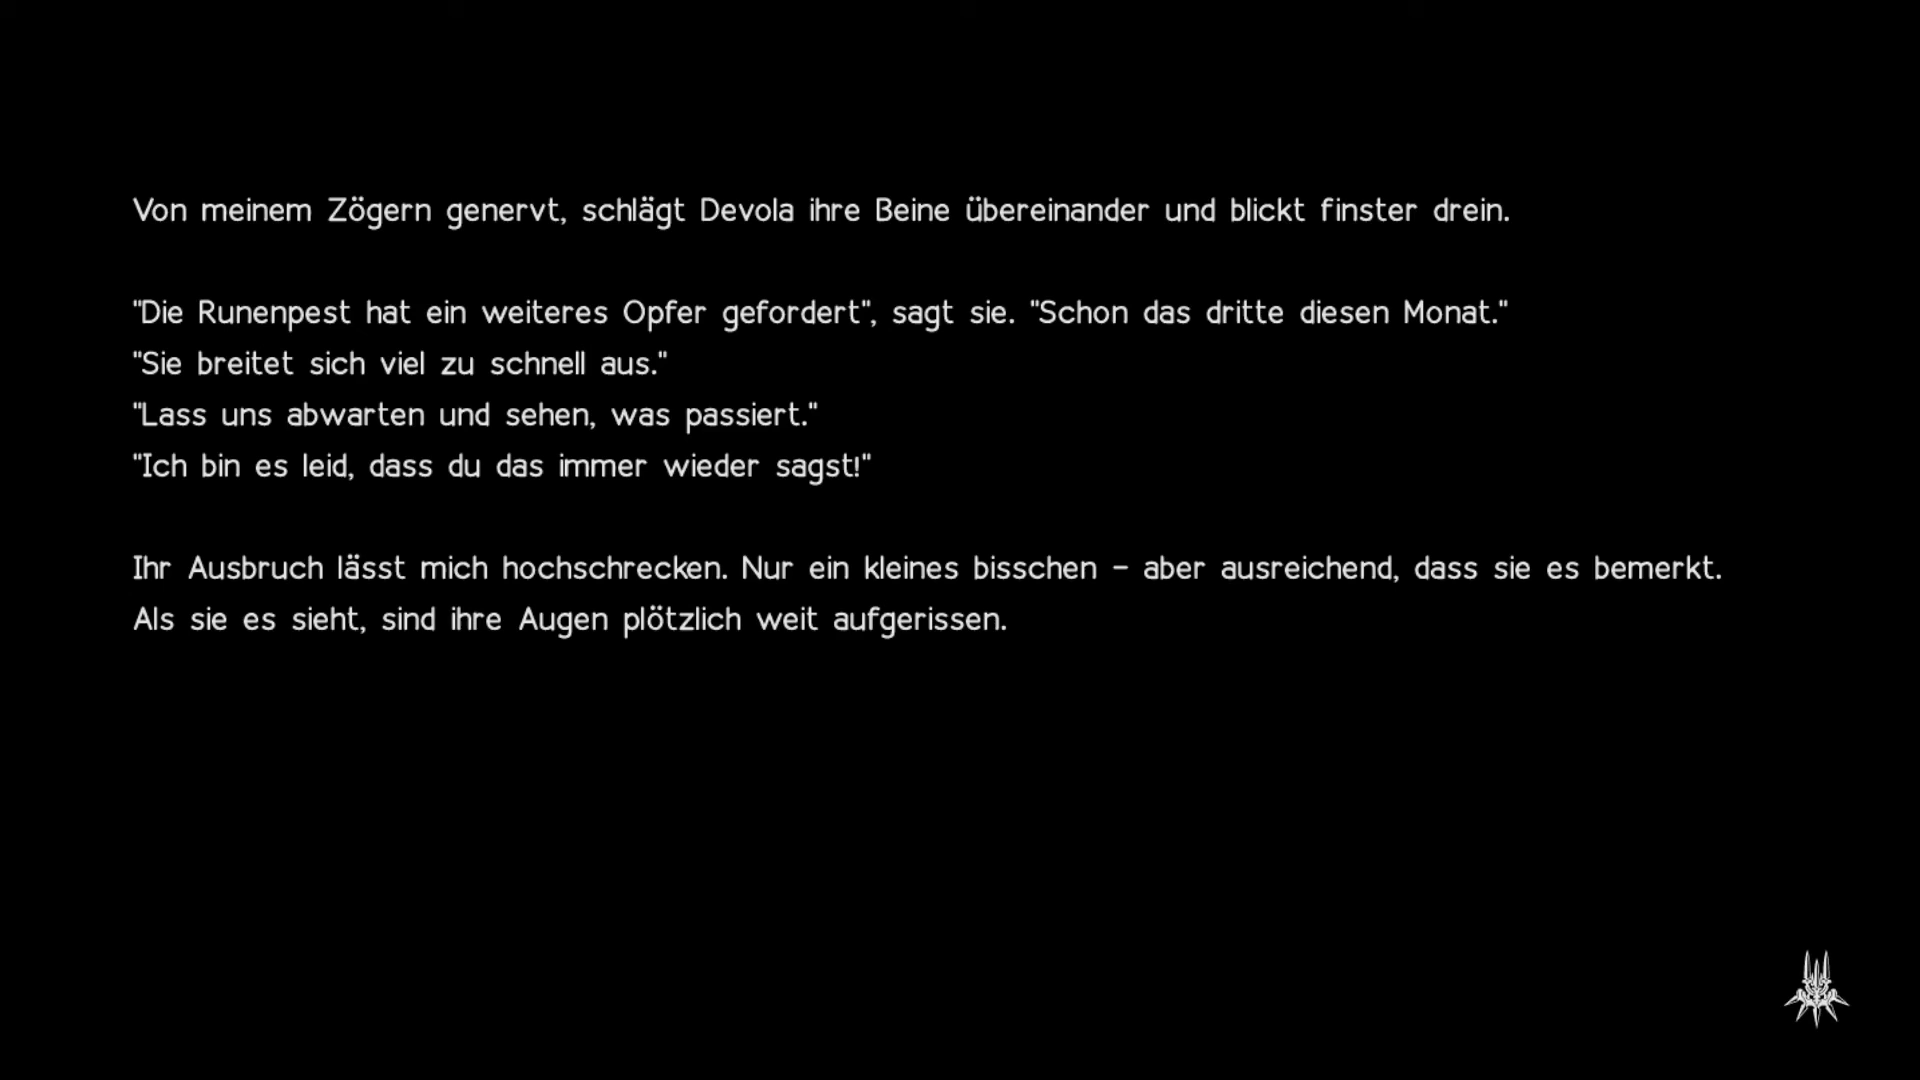 Von meinem Zögern genervt, schlägt Devola ihre Beine übereinander und blickt finster drein.
"Die Runenpest hat ein weiteres Opfer gefordert", sagt sie. "Schon das dritte diesen Monat."
"Sie breitet sich viel zu schnell aus."
"Lass uns abwarten und sehen, was passiert."
"Ich bin es leid, dass du das immer wieder sagst!"
Ihr Ausbruch lässt mich hochschrecken. Nur ein kleines bisschen – aber ausreichend, dass sie es bemerkt.
Als sie es sieht, sind ihre Augen plötzlich weit aufgerissen.